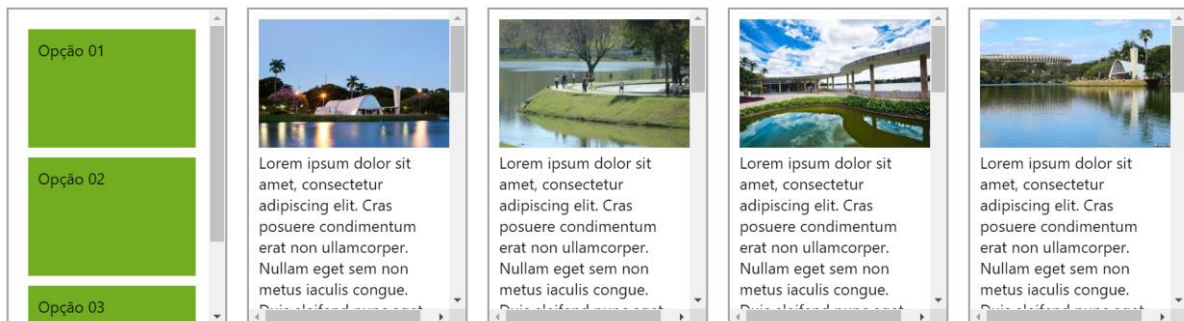 Opção 01
Opção 02
Opção 03
Lorem ipsum dolor sit
amet, consectetur
adipiscing elit. Cras
posuere condimentum
erat non ullamcorper.
Nullam eget sem non
metus iaculis congue.
Lorem ipsum dolor sit
amet, consectetur
adipiscing elit. Cras
posuere condimentum
erat non ullamcorper.
Nullam eget sem non
metus iaculis congue.
Lorem ipsum dolor sit
amet, consectetur
adipiscing elit. Cras
posuere condimentum
erat non ullamcorper.
Nullam eget sem non
metus iaculis congue.
Lorem ipsum dolor sit
amet, consectetur
adipiscing elit. Cras
posuere condimentum
erat non ullamcorper.
Nullam eget sem non
metus iaculis congue.